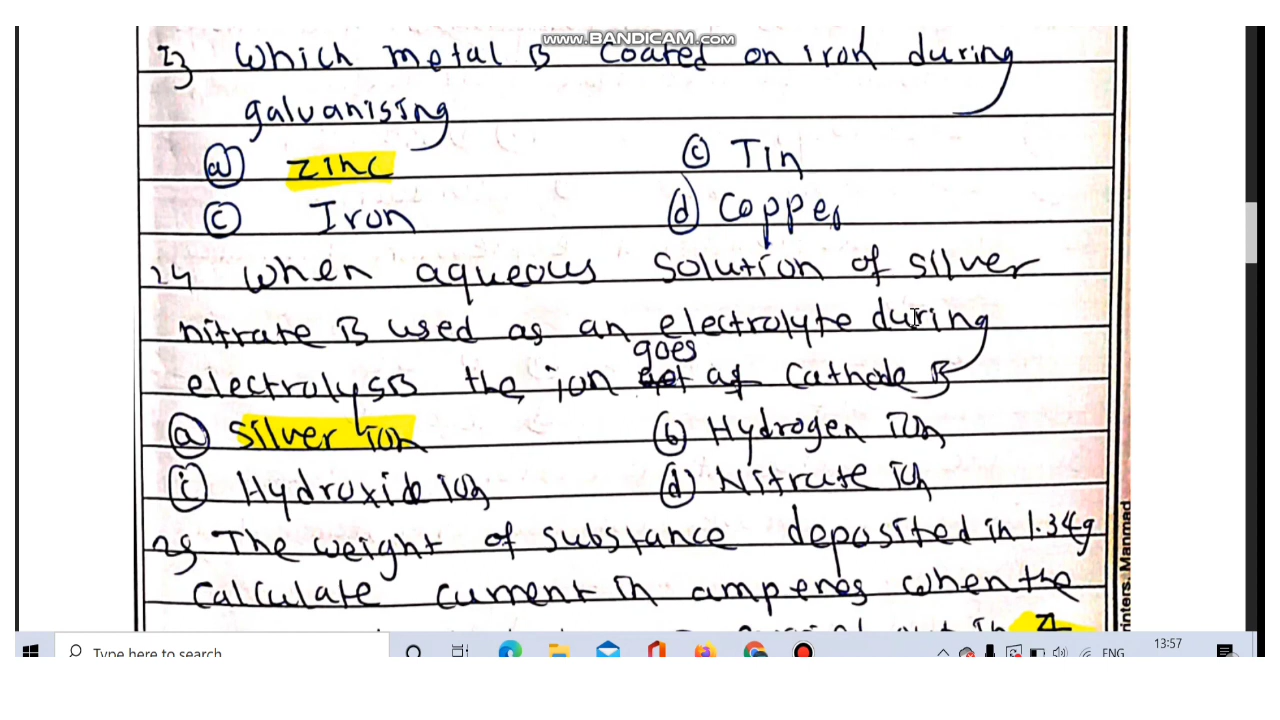 www.BANDICAM.com
23 Which metal is coated on iron during
galvanising
(a) Zinc (c) Tin
(c) Iron (d) Copper
24 When aqueous solution of silver
nitrate is used as an electrolyte during
goes
electrolysis the ion at cathode is
(a) Silver ion (b) Hydrogen ion
(c) Hydroxide ion (d) Nitrate ion
25 The weight of substance deposited in 1.34g
Calculate current in amperes when the
Type here to search
ENG
13:57
inters, Manmad